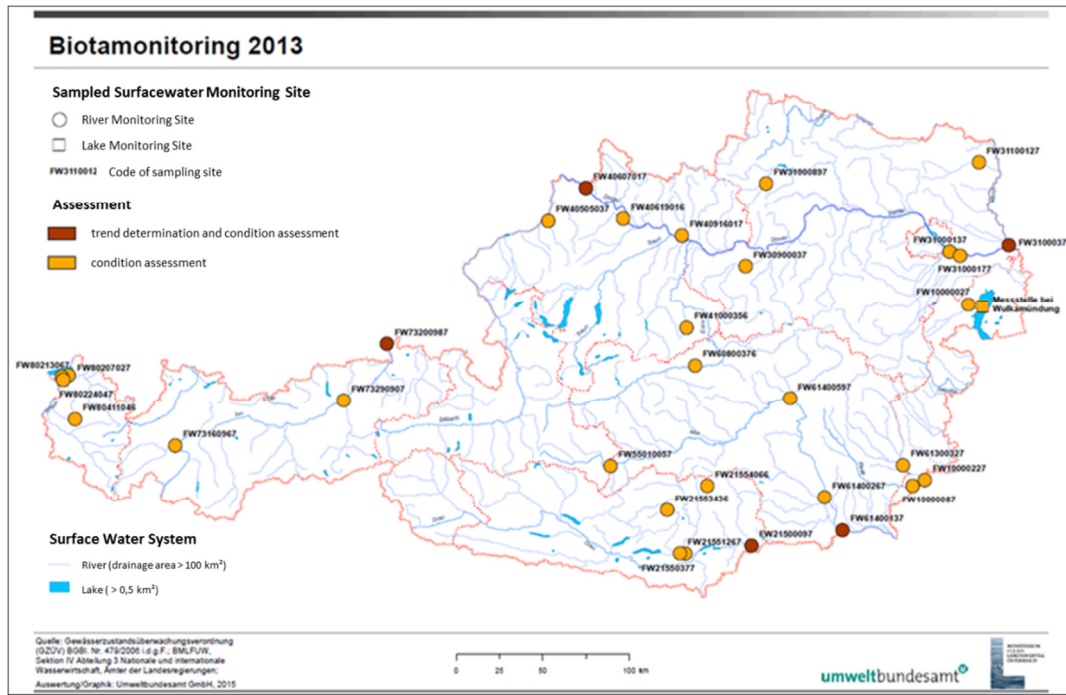 Biotamonitoring 2013
Sampled Surfacewater Monitoring Site
River Monitoring Site
Lake Monitoring Site
FW3110012 Code of sampling site
Assessment
trend determination and condition assessment
condition assessment
FW31100127
FW31000897
FW40607017
FW40505037
FW40619016
FW40916017
FW31000137
FW3100037
FW31000177
FW30900037
FW10000027
Messstelle bei
Wulkamündung
FW41000356
FW73200987
FW60800376
FW80213067
FW80207027
FW80224047
FW73290907
FW61400597
FW80411046
FW73160967
FW55010057
FW61300327
FW21554066
FW10000227
FW10000087
FW61400267
FW21553436
FW61400137
FW21500097
FW21551267
FW21550377
Surface Water System
River (drainage area > 100 km²)
Lake ( > 0,5 km²)
Quelle: Gewässerzustandsüberwachungsverordnung
(GZÜV) BGBl. Nr. 479/2006 i.d.g.F.; BMLFUW,
Sektion IV Abteilung 3 Nationale und internationale
Wasserwirtschaft, Ämter der Landesregierungen;
Auswertung/Graphik: Umweltbundesamt GmbH, 2015
0 25 50 100 km
umweltbundesamt